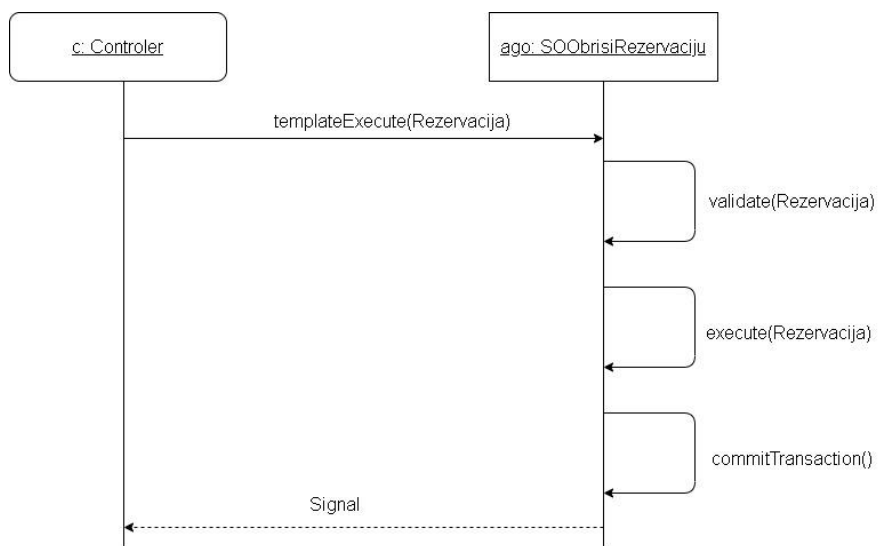 c: Controler
ago: SOObrisiRezervaciju
templateExecute(Rezervacija)
validate(Rezervacija)
execute(Rezervacija)
commitTransaction()
Signal